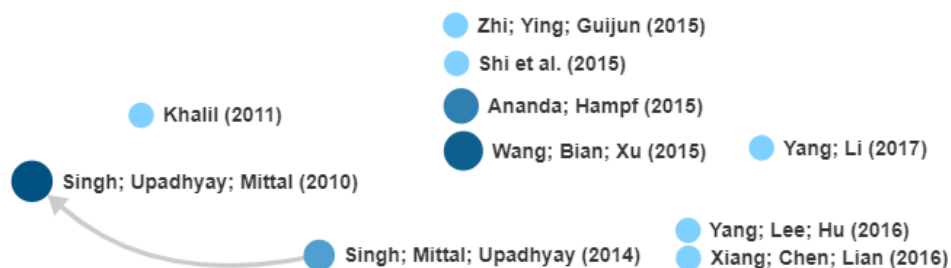 Zhi; Ying; Guijun (2015)
Shi et al. (2015)
Ananda; Hampf (2015)
Khalil (2011)
Wang; Bian; Xu (2015)
Yang; Li (2017)
Singh; Upadhyay; Mittal (2010)
Yang; Lee; Hu (2016)
Singh; Mittal; Upadhyay (2014)
Xiang; Chen; Lian (2016)